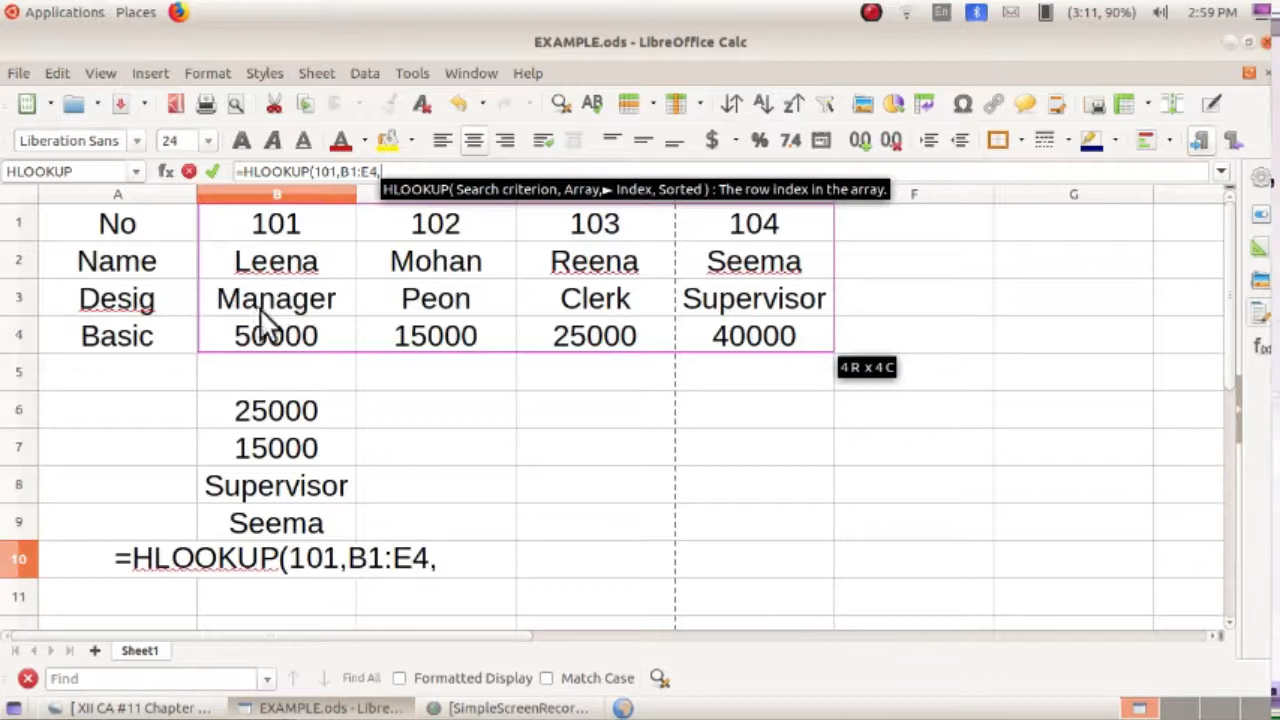 Applications Places En (3:11, 90%) 2:59 PM
EXAMPLE.ods - LibreOffice Calc
File Edit View Insert Format Styles Sheet Data Tools Window Help
Liberation Sans 24
HLOOKUP =HLOOKUP(101,B1:E4,
HLOOKUP( Search criterion, Array,► Index, Sorted ) : The row index in the array.
A B F G
1 No 101 102 103 104
2 Name Leena Mohan Reena Seema
3 Desig Manager Peon Clerk Supervisor
4 Basic 50000 15000 25000 40000
5 4 R x 4 C
6 25000
7 15000
8 Supervisor
9 Seema
10 =HLOOKUP(101,B1:E4,
11
Sheet1
Find Find All Formatted Display Match Case
[ XII CA #11 Chapter ... EXAMPLE.ods - Libre... [SimpleScreenRecor...